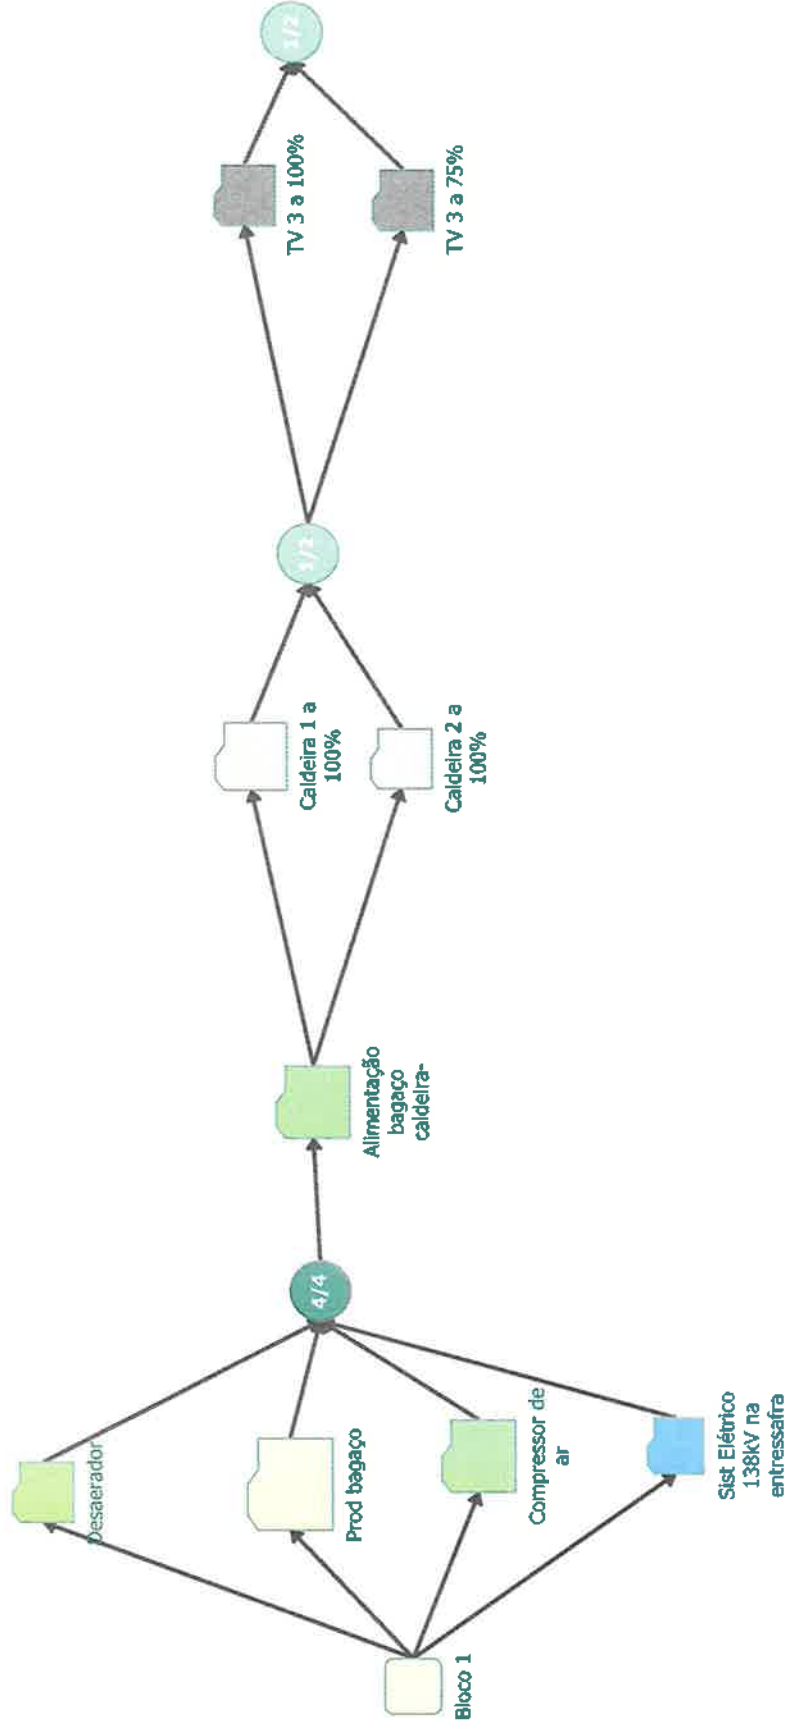 Bloco 1
Desaerador
Prod bagaço
Compressor de
ar
Sist Elétrico
138kV na
entressafra
4/4
Alimentação
bagaço
caldeira-
Caldeira 1 a
100%
Caldeira 2 a
100%
1/2
TV 3 a 100%
TV 3 a 75%
1/2